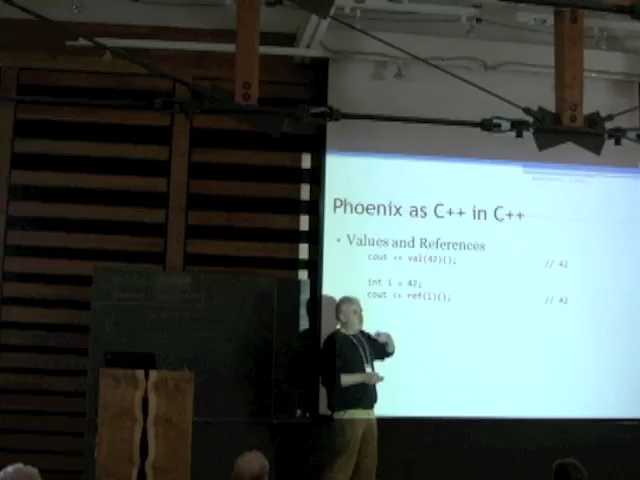 Phoenix as C++ in C++
• Values and References
cout << val(42)(); // 42
int i = 42;
cout << ref(i)(); // 42